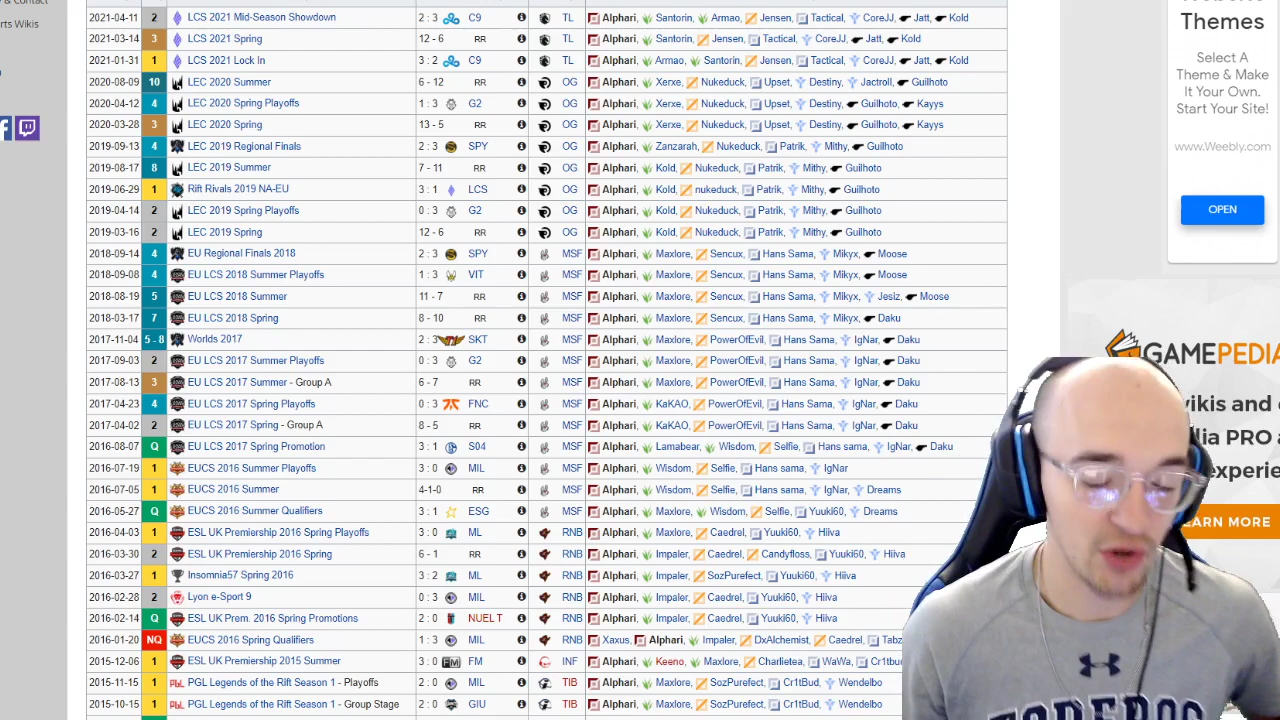 & Contact
rts Wikis
2021-04-11 2 LCS 2021 Mid-Season Showdown 2 : 3 C9 TL Alphari, Santorin, Armao, Jensen, Tactical, CoreJJ, Jatt, Kold
2021-03-14 3 LCS 2021 Spring 12 - 6 RR TL Alphari, Santorin, Jensen, Tactical, CoreJJ, Jatt, Kold
2021-01-31 1 LCS 2021 Lock In 3 : 2 C9 TL Alphari, Armao, Santorin, Jensen, Tactical, CoreJJ, Jatt, Kold
2020-08-09 10 LEC 2020 Summer 6 - 12 OG Alphari, Xerxe, Nukeduck, Upset, Destiny, Jactroll, Guilhoto
2020-04-12 4 LEC 2020 Spring Playoffs 1 : 3 G2 OG Alphari, Xerxe, Nukeduck, Upset, Destiny, Guilhoto, Kayys
2020-03-28 3 LEC 2020 Spring 13 - 5 RR OG Alphari, Xerxe, Nukeduck, Upset, Destiny, Guilhoto, Kayys
2019-09-13 4 LEC 2019 Regional Finals 2 : 3 SPY OG Alphari, Zanzarah, Nukeduck, Patrik, Mithy, Guilhoto
2019-08-17 8 LEC 2019 Summer 7 - 11 RR OG Alphari, Kold, Nukeduck, Patrik, Mithy, Guilhoto
2019-06-29 1 Rift Rivals 2019 NA-EU 3 : 1 LCS OG Alphari, Kold, nukeduck, Patrik, Mithy, Guilhoto
2019-04-14 2 LEC 2019 Spring Playoffs 0 : 3 G2 OG Alphari, Kold, Nukeduck, Patrik, Mithy, Guilhoto
2019-03-16 2 LEC 2019 Spring 12 - 6 RR OG Alphari, Kold, Nukeduck, Patrik, Mithy, Guilhoto
2018-09-14 4 EU Regional Finals 2018 2 : 3 SPY MSF Alphari, Maxlore, Sencux, Hans Sama, Mikyx, Moose
2018-09-08 4 EU LCS 2018 Summer Playoffs 1 : 3 VIT MSF Alphari, Maxlore, Sencux, Hans Sama, Mikyx, Moose
2018-08-19 5 EU LCS 2018 Summer 11 - 7 RR MSF Alphari, Maxlore, Sencux, Hans Sama, Mikyx, Jesiz, Moose
2018-03-17 7 EU LCS 2018 Spring 8 - 10 RR MSF Alphari, Maxlore, Sencux, Hans Sama, Mikyx, Daku
2017-11-04 5 - 8 Worlds 2017 SKT MSF Alphari, Maxlore, PowerOfEvil, Hans Sama, IgNar, Daku
2017-09-03 2 EU LCS 2017 Summer Playoffs 0 : 3 G2 MSF Alphari, Maxlore, PowerOfEvil, Hans Sama, IgNar, Daku
2017-08-13 3 EU LCS 2017 Summer - Group RR MSF Alphari, Maxlore, PowerOfEvil, Hans Sama, IgNar, Daku
2017-04-23 4 EU LCS 2017 Spring Playoffs 0 : 3 FNC MSF Alphari, KaKAO, PowerOfEvil, Hans Sama, IgNar, Daku
2017-04-02 2 EU LCS 2017 Spring - Group A 8 - 5 RR MSF Alphari, KaKAO, PowerOfEvil, Hans Sama, IgNar, Daku
2016-08-07 Q EU LCS 2017 Spring Promotion 3 : 1 S04 MSF Alphari, Lamabear, Wisdom, Selfie, Hans sama, IgNar, Daku
2016-07-19 1 EUCS 2016 Summer Playoffs 3 : 0 MIL MSF Alphari, Wisdom, Selfie, Hans sama, IgNar
2016-07-05 1 EUCS 2016 Summer 4-1-0 RR MSF Alphari, Wisdom, Selfie, Hans sama, IgNar, Dreams
2016-05-27 Q EUCS 2016 Summer Qualifiers 3 : 1 ESG MSF Alphari, Maxlore, Wisdom, Selfie, Yuuki60, Dreams
2016-04-03 1 ESL UK Premiership 2016 Spring Playoffs 3 : 0 ML RNB Alphari, Maxlore, Caedrel, Yuuki60, Hiiva
2016-03-30 2 ESL UK Premiership 2016 Spring 6 - 1 RR RNB Alphari, Impaler, Caedrel, Candyfloss, Yuuki60, Hiiva
2016-03-27 1 Insomnia57 Spring 2016 3 : 2 ML RNB Alphari, Impaler, SozPurefect, Yuuki60, Hiiva
2016-02-28 2 Lyon e-Sport 9 0 : 3 MIL RNB Alphari, Impaler, Caedrel, Yuuki60, Hiiva
2016-02-14 Q ESL UK Prem. 2016 Spring Promotions 2 : 0 NUEL T RNB Alphari, Impaler, Caedrel, Yuuki60, Hiiva
2016-01-20 NQ EUCS 2016 Spring Qualifiers 1 : 3 MIL RNB Xaxus, Alphari, Impaler, DxAlchemist, Tabz
2015-12-06 1 ESL UK Premiership 2015 Summer 3 : 0 FM INF Alphari, Keeno, Maxlore, Charlietea, WaWa,
2015-11-15 1 PGL Legends of the Rift Season 1 - Playoffs 2 : 0 MIL TIB Alphari, Maxlore, SozPurefect, Cr1tBud,
2015-10-15 1 PGL Legends of the Rift Season 1 - Group Stage 2 : 0 GIU TIB Alphari, Maxlore, SozPurefect, Cr1tBud, Wendelbo
Themes
Select A
Theme & Make
It Your Own.
Start Your Site!
www.Weebly.com
OPEN
GAMEPEDIA
wikis and
PRO
experie
LEARN MORE